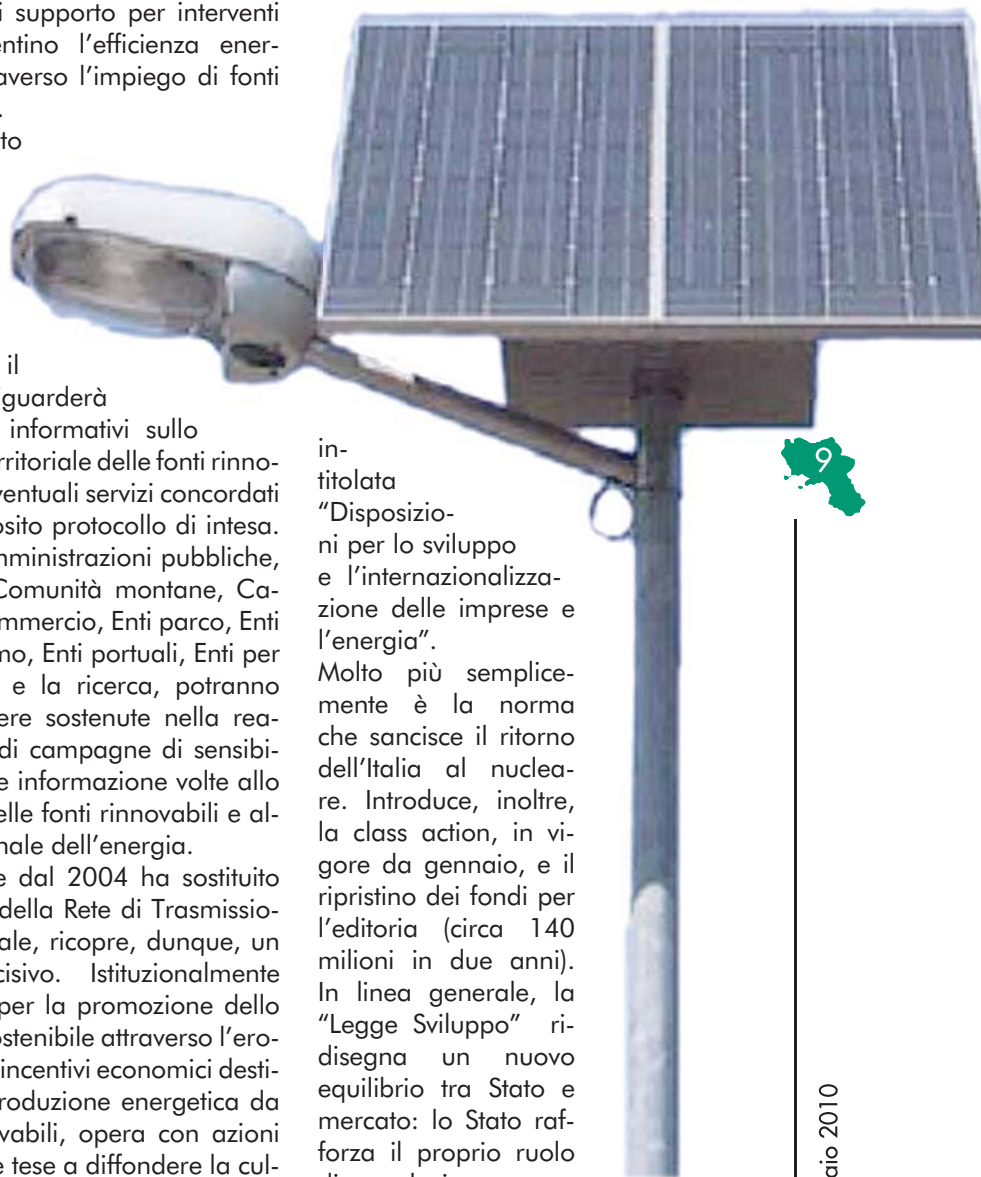 i supporto per interventi
entino l'efficienza ener-
averso l'impiego di fonti
.
to
il
guarderà
informativi sullo
rritoriale delle fonti rinno-
ventuali servizi concordati
osito protocollo di intesa.
mministrazioni pubbliche,
Comunità montane, Ca-
mmercio, Enti parco, Enti
mo, Enti portuali, Enti per
e la ricerca, potranno
ere sostenute nella rea-
di campagne di sensibi-
e informazione volte allo
elle fonti rinnovabili e al-
nale dell'energia.
e dal 2004 ha sostituito
della Rete di Trasmissio-
ale, ricopre, dunque, un
cisivo. Istituzionalmente
per la promozione dello
ostenibile attraverso l'ero-
incentivi economici desti-
roduzione energetica da
vabili, opera con azioni
e tese a diffondere la cul-
in-
titolata
"Disposizio-
ni per lo sviluppo
e l'internazionalizza-
zione delle imprese e
l'energia".
Molto più semplice-
mente è la norma
che sancisce il ritorno
dell'Italia al nuclea-
re. Introduce, inoltre,
la class action, in vi-
gore da gennaio, e il
ripristino dei fondi per
l'editoria (circa 140
milioni in due anni).
In linea generale, la
"Legge Sviluppo" ri-
disegna un nuovo
equilibrio tra Stato e
mercato: lo Stato raf-
forza il proprio ruolo
9
aio 2010